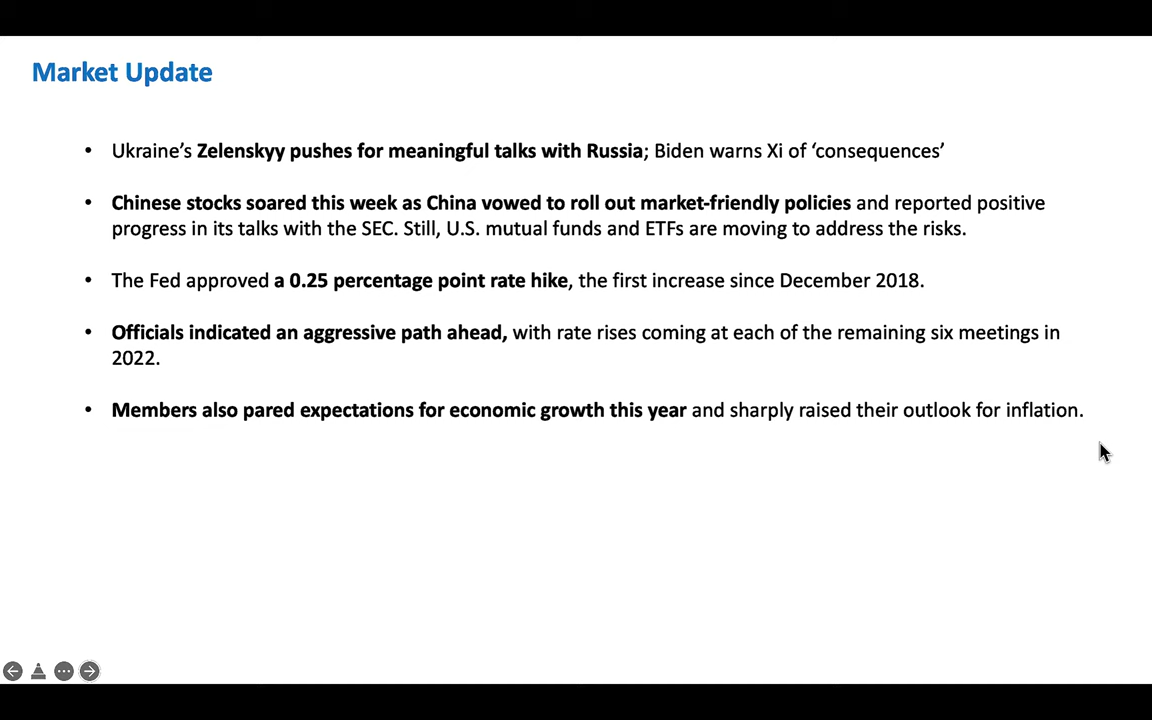 Market Update
• Ukraine’s Zelenskyy pushes for meaningful talks with Russia; Biden warns Xi of ‘consequences’
• Chinese stocks soared this week as China vowed to roll out market-friendly policies and reported positive
progress in its talks with the SEC. Still, U.S. mutual funds and ETFs are moving to address the risks.
• The Fed approved a 0.25 percentage point rate hike, the first increase since December 2018.
• Officials indicated an aggressive path ahead, with rate rises coming at each of the remaining six meetings in
2022.
• Members also pared expectations for economic growth this year and sharply raised their outlook for inflation.